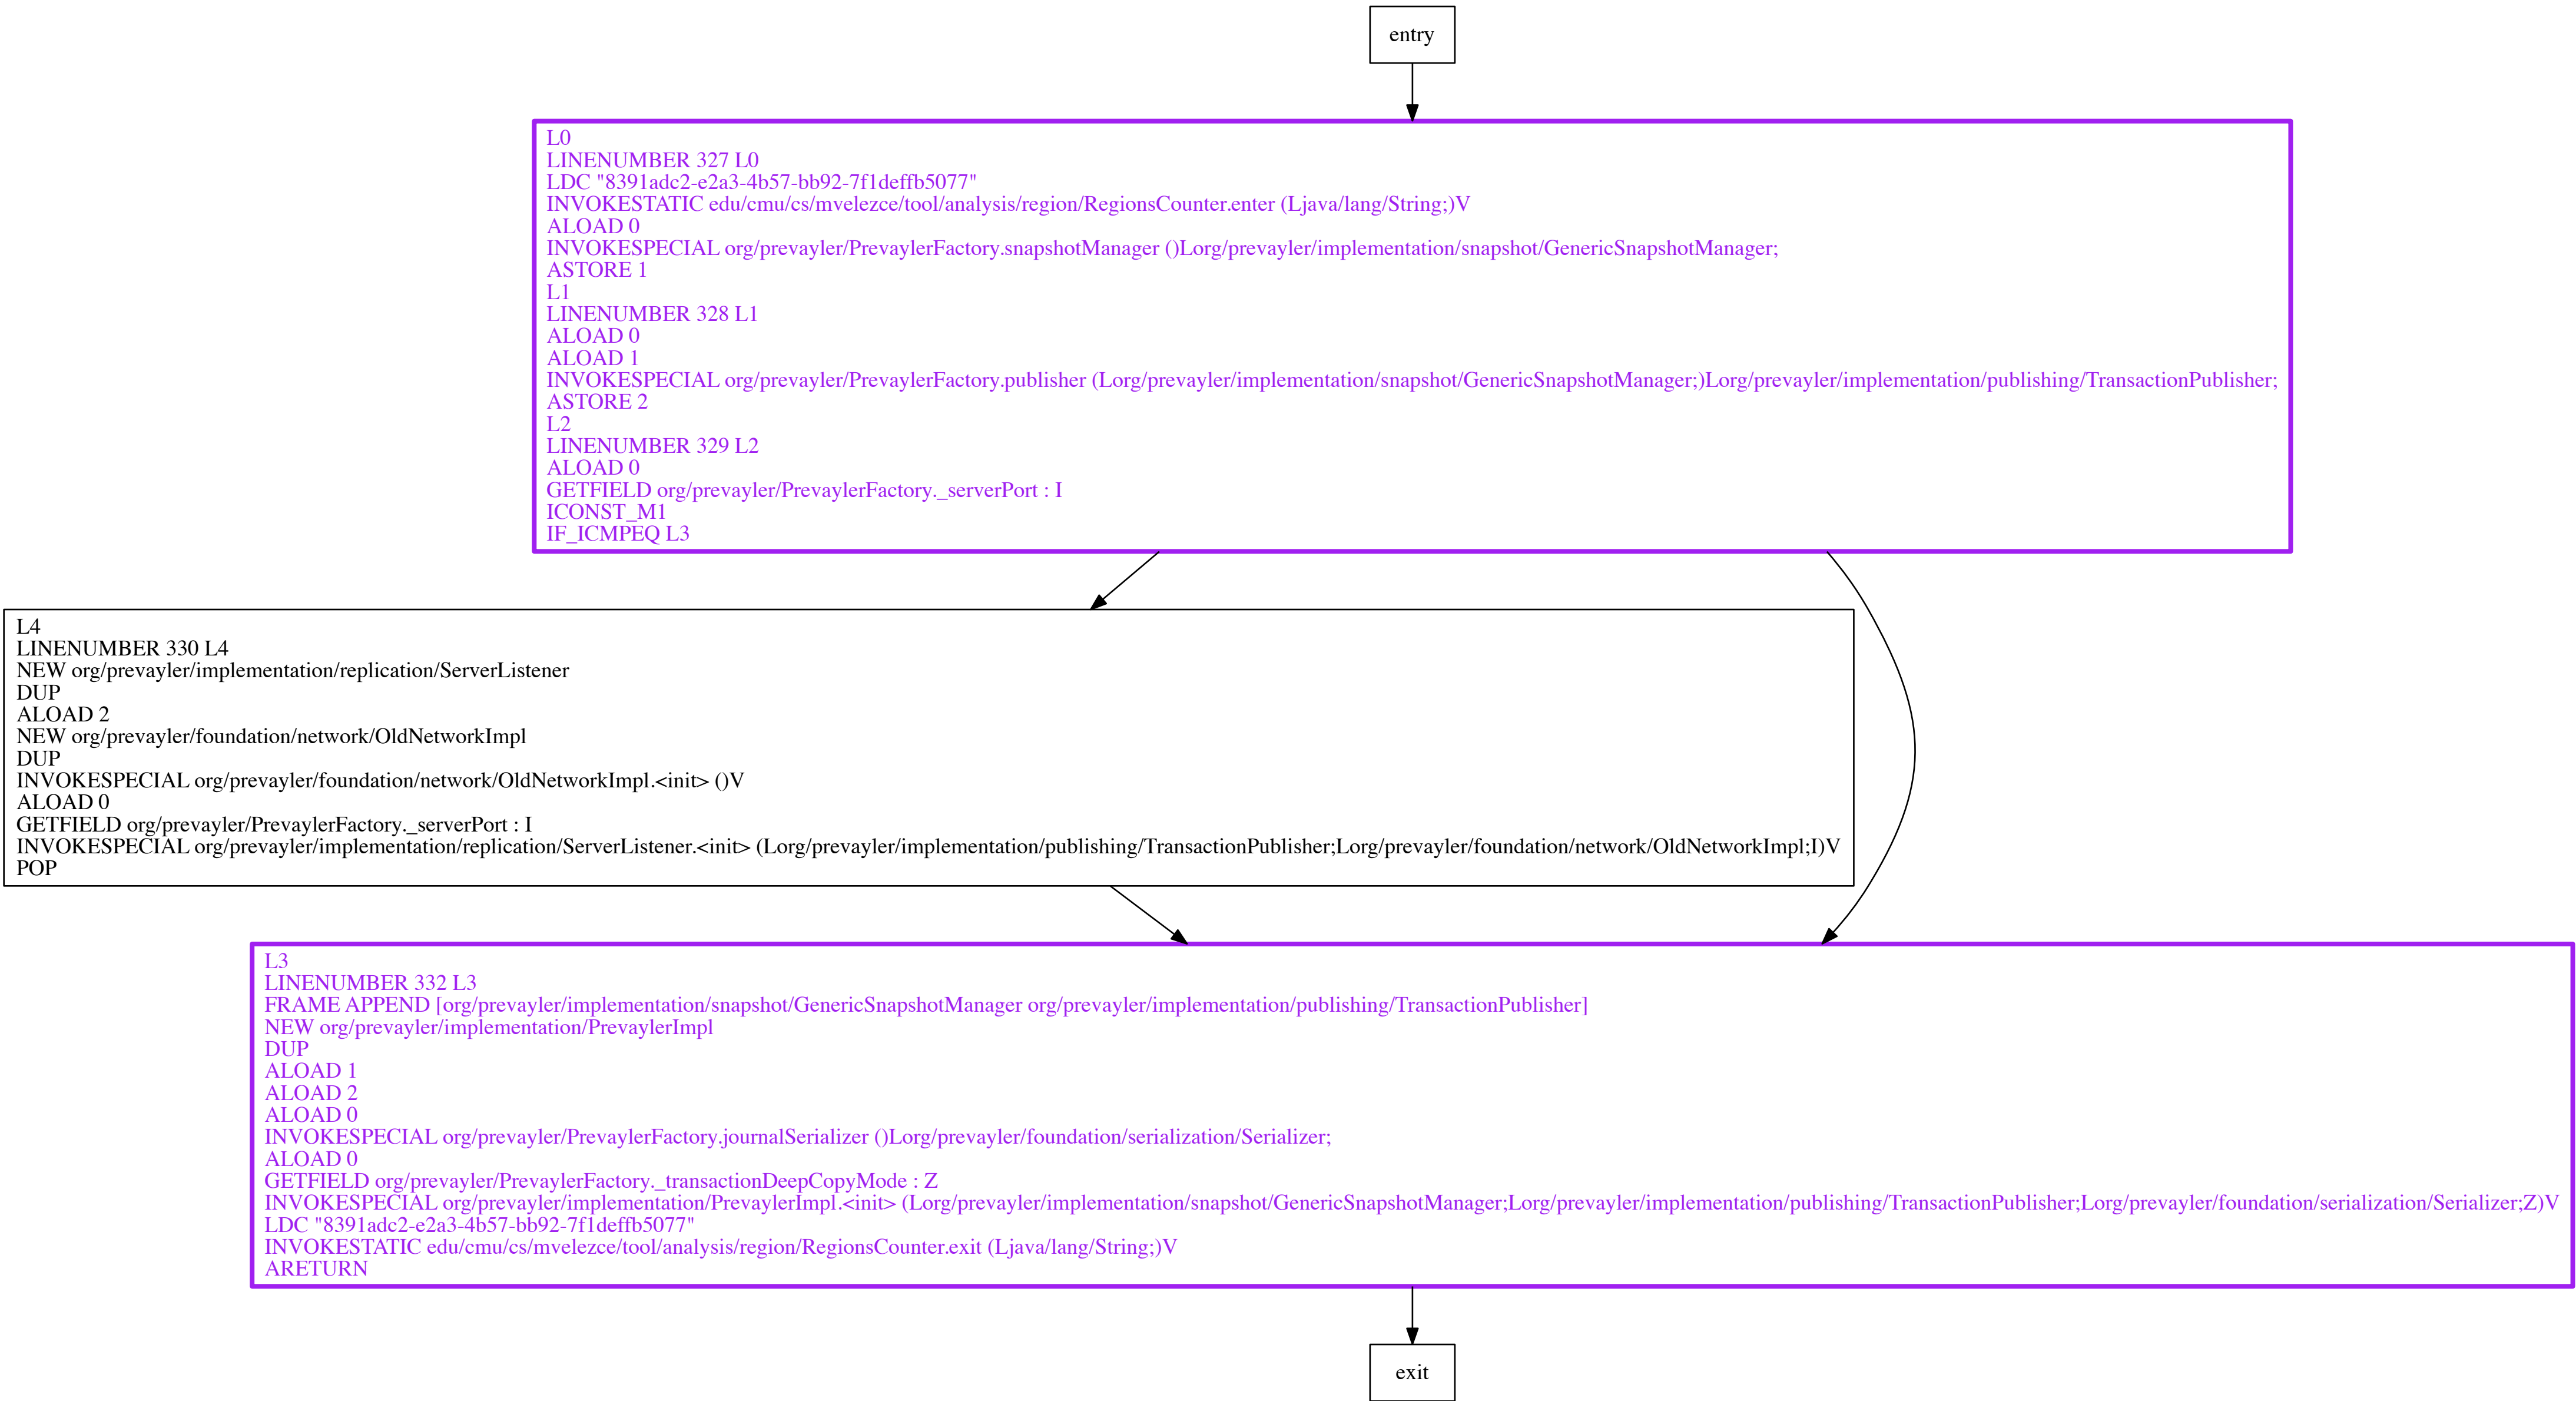 entry
L0
LINENUMBER 327 L0
LDC "8391adc2-e2a3-4b57-bb92-7f1deffb5077"
INVOKESTATIC edu/cmu/cs/mvelezce/tool/analysis/region/RegionsCounter.enter (Ljava/lang/String;)V
ALOAD 0
INVOKESPECIAL org/prevayler/PrevaylerFactory.snapshotManager ()Lorg/prevayler/implementation/snapshot/GenericSnapshotManager;
ASTORE 1
L1
LINENUMBER 328 L1
ALOAD 0
ALOAD 1
INVOKESPECIAL org/prevayler/PrevaylerFactory.publisher (Lorg/prevayler/implementation/snapshot/GenericSnapshotManager;)Lorg/prevayler/implementation/publishing/TransactionPublisher;
ASTORE 2
L2
LINENUMBER 329 L2
ALOAD 0
GETFIELD org/prevayler/PrevaylerFactory._serverPort : I
ICONST_M1
IF_ICMPEQ L3
L4
LINENUMBER 330 L4
NEW org/prevayler/implementation/replication/ServerListener
DUP
ALOAD 2
NEW org/prevayler/foundation/network/OldNetworkImpl
DUP
INVOKESPECIAL org/prevayler/foundation/network/OldNetworkImpl.<init> ()V
ALOAD 0
GETFIELD org/prevayler/PrevaylerFactory._serverPort : I
INVOKESPECIAL org/prevayler/implementation/replication/ServerListener.<init> (Lorg/prevayler/implementation/publishing/TransactionPublisher;Lorg/prevayler/foundation/network/OldNetworkImpl;I)V
POP
L3
LINENUMBER 332 L3
FRAME APPEND [org/prevayler/implementation/snapshot/GenericSnapshotManager org/prevayler/implementation/publishing/TransactionPublisher]
NEW org/prevayler/implementation/PrevaylerImpl
DUP
ALOAD 1
ALOAD 2
ALOAD 0
INVOKESPECIAL org/prevayler/PrevaylerFactory.journalSerializer ()Lorg/prevayler/foundation/serialization/Serializer;
ALOAD 0
GETFIELD org/prevayler/PrevaylerFactory._transactionDeepCopyMode : Z
INVOKESPECIAL org/prevayler/implementation/PrevaylerImpl.<init> (Lorg/prevayler/implementation/snapshot/GenericSnapshotManager;Lorg/prevayler/implementation/publishing/TransactionPublisher;Lorg/prevayler/foundation/serialization/Serializer;Z)V
LDC "8391adc2-e2a3-4b57-bb92-7f1deffb5077"
INVOKESTATIC edu/cmu/cs/mvelezce/tool/analysis/region/RegionsCounter.exit (Ljava/lang/String;)V
ARETURN
exit